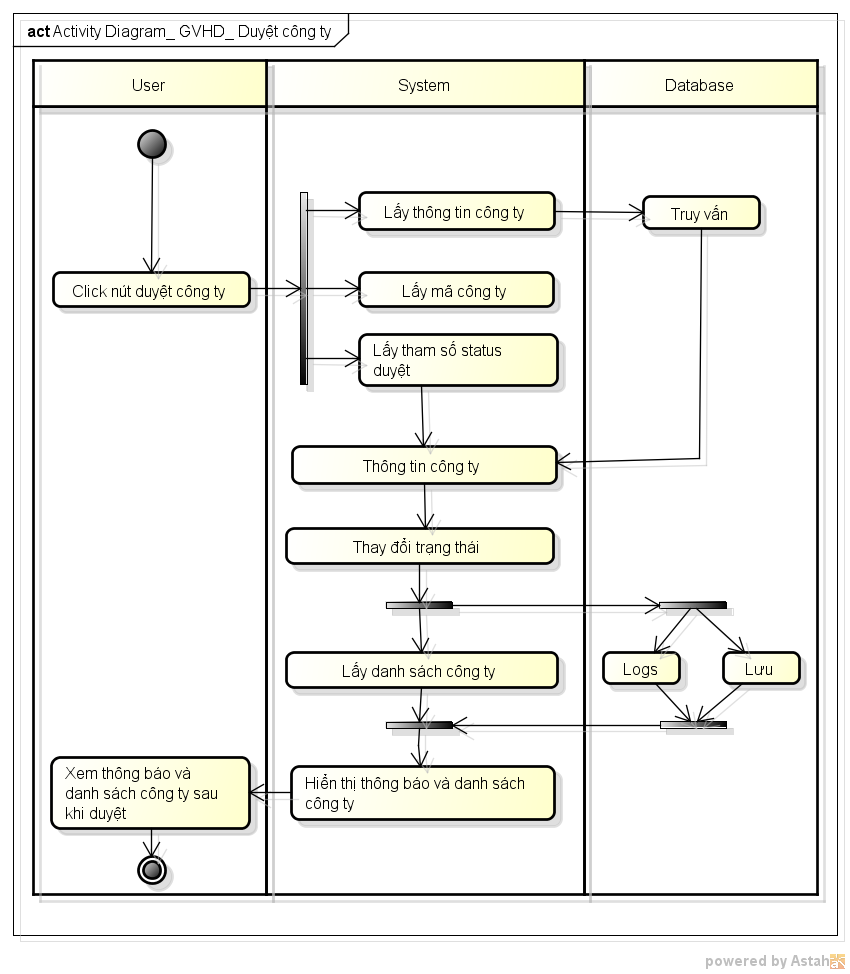 act Activity Diagram_ GVHD_ Duyệt công ty
User
System
Database
Lấy thông tin công ty
Truy vấn
Click nút duyệt công ty
Lấy mã công ty
Lấy tham số status
duyệt
Thông tin công ty
Thay đổi trạng thái
Lấy danh sách công ty
Logs
Lưu
Xem thông báo và
danh sách công ty sau
khi duyệt
Hiển thị thông báo và danh sách
công ty
powered by Astah